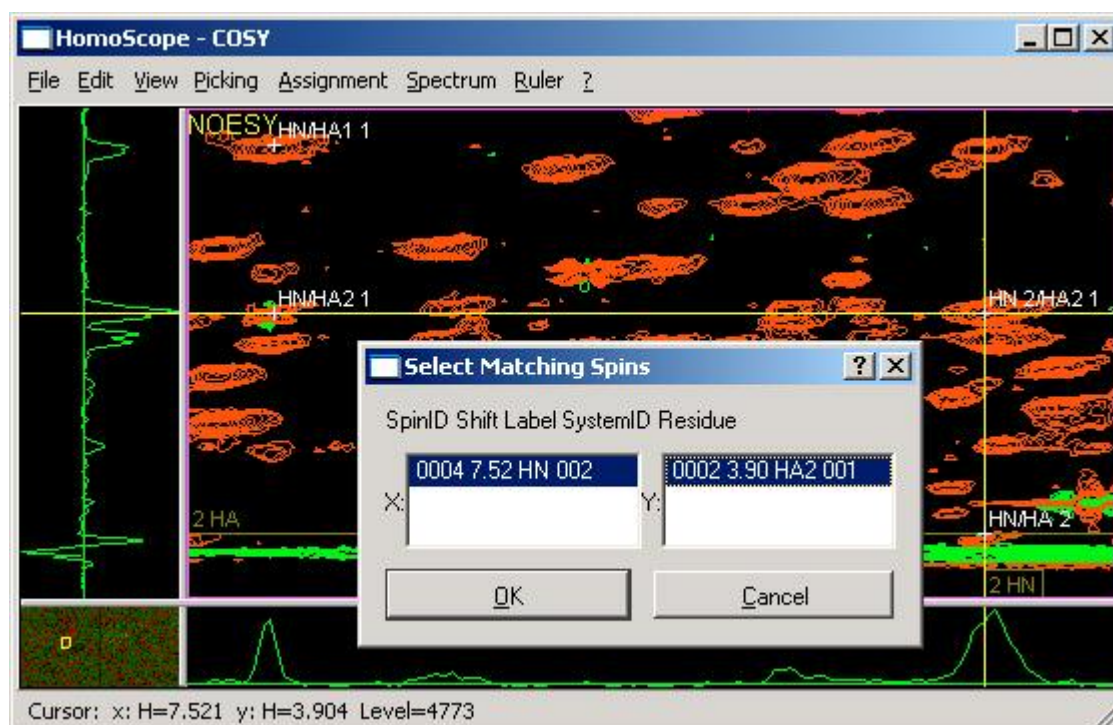 HomoScope - COSY
File Edit View Picking Assignment Spectrum Ruler ?
NOESY
HN/HA1 1
HN/HA2 1
HN 2/HA2 1
Select Matching Spins
SpinID Shift Label SystemID Residue
X: 0004 7.52 HN 002 Y: 0002 3.90 HA2 001
2 HA
HN/HA 2
2 HN
OK Cancel
Cursor: x: H=7.521 y: H=3.904 Level=4773